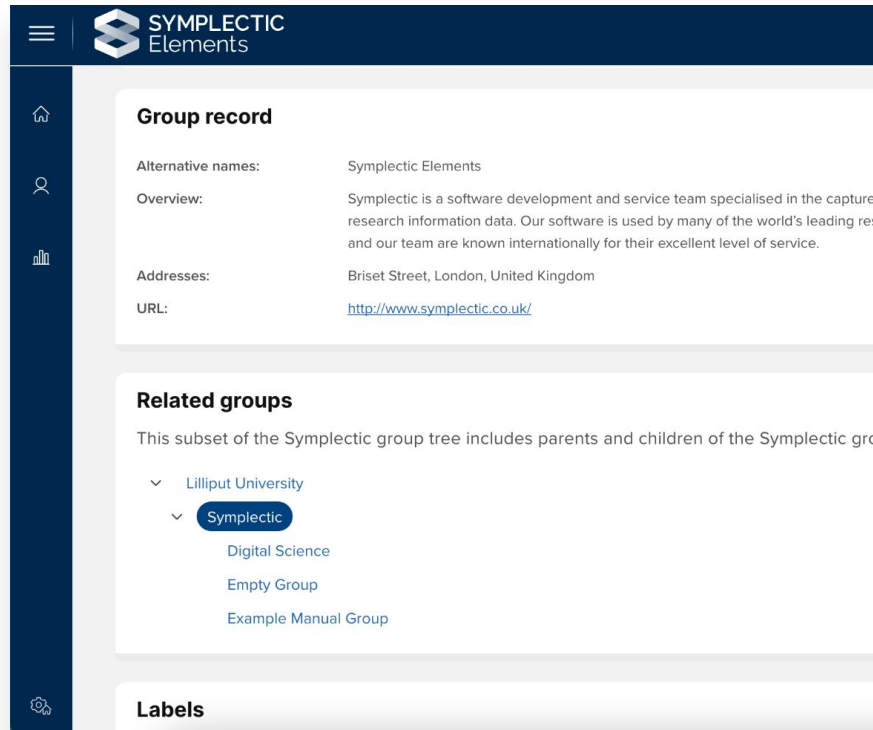 SYMPLECTIC
Elements
Group record
Alternative names: Symplectic Elements
Overview: Symplectic is a software development and service team specialised in the capture
research information data. Our software is used by many of the world's leading
and our team are known internationally for their excellent level of service.
Addresses: Briset Street, London, United Kingdom
URL: http://www.symplectic.co.uk/
Related groups
This subset of the Symplectic group tree includes parents and children of the Symplectic
Lilliput University
Symplectic
Digital Science
Empty Group
Example Manual Group
Labels